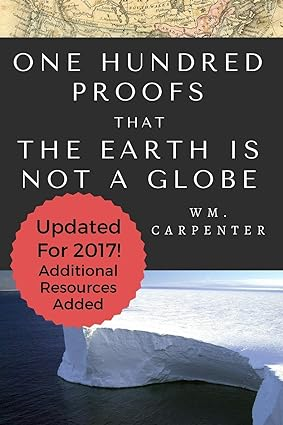 ONE HUNDRED
PROOFS
THAT
THE EARTH IS
NOT A GLOBE
WM.
CARPENTER
Updated
For 2017!
Additional
Resources
Added